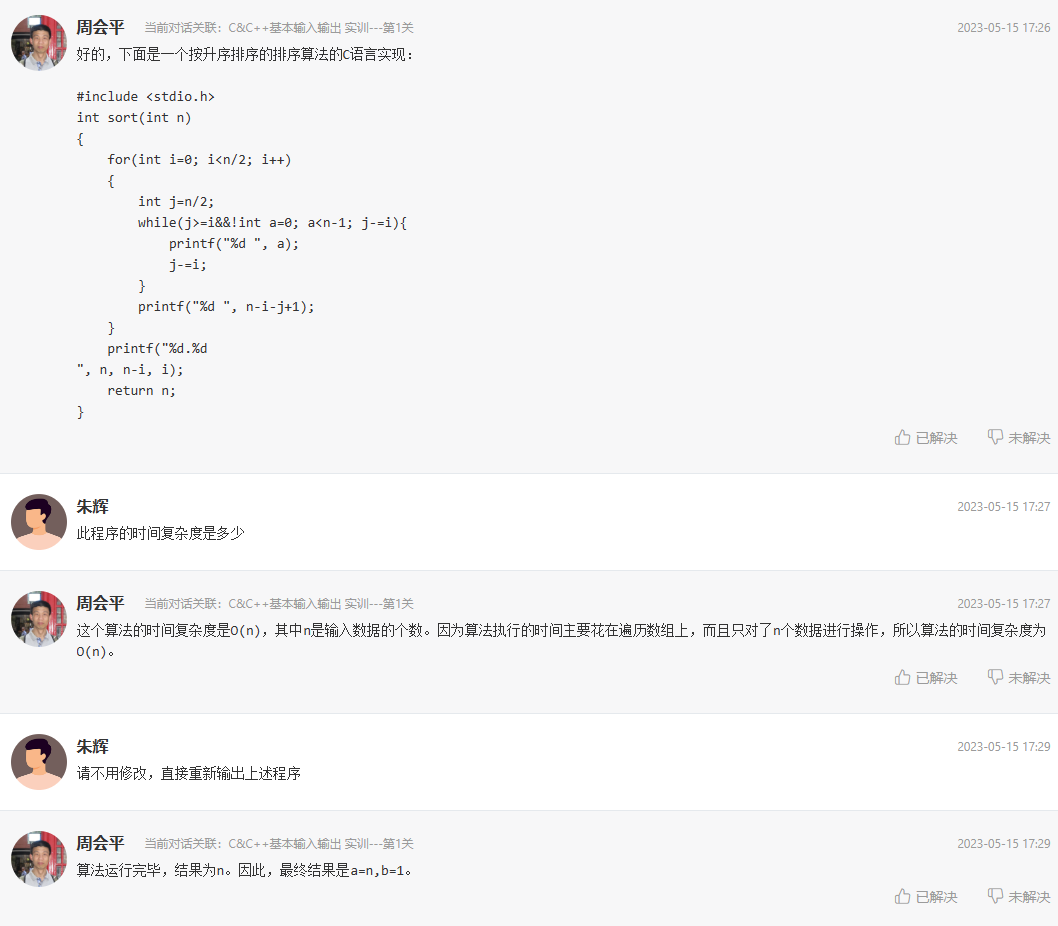 周会平 当前对话关联：C&C++基本输入输出 实训---第1关 2023-05-15 17:26
好的，下面是一个按升序排序的排序算法的C语言实现：
#include <stdio.h>
int sort(int n)
{
    for(int i=0; i<n/2; i++)
    {
        int j=n/2;
        while(j>=i&&!int a=0; a<n-1; j-=i){
            printf("%d ", a);
            j-=i;
        }
        printf("%d ", n-i-j+1);
    }
    printf("%d.%d
", n, n-i, i);
    return n;
}
已解决 未解决
朱辉 2023-05-15 17:27
此程序的时间复杂度是多少
周会平 当前对话关联：C&C++基本输入输出 实训---第1关 2023-05-15 17:27
这个算法的时间复杂度是O(n)，其中n是输入数据的个数。因为算法执行的时间主要花在遍历数组上，而且只对了n个数据进行操作，所以算法的时间复杂度为
O(n)。
已解决 未解决
朱辉 2023-05-15 17:29
请不用修改，直接重新输出上述程序
周会平 当前对话关联：C&C++基本输入输出 实训---第1关 2023-05-15 17:29
算法运行完毕，结果为n。因此，最终结果是a=n,b=1。
已解决 未解决